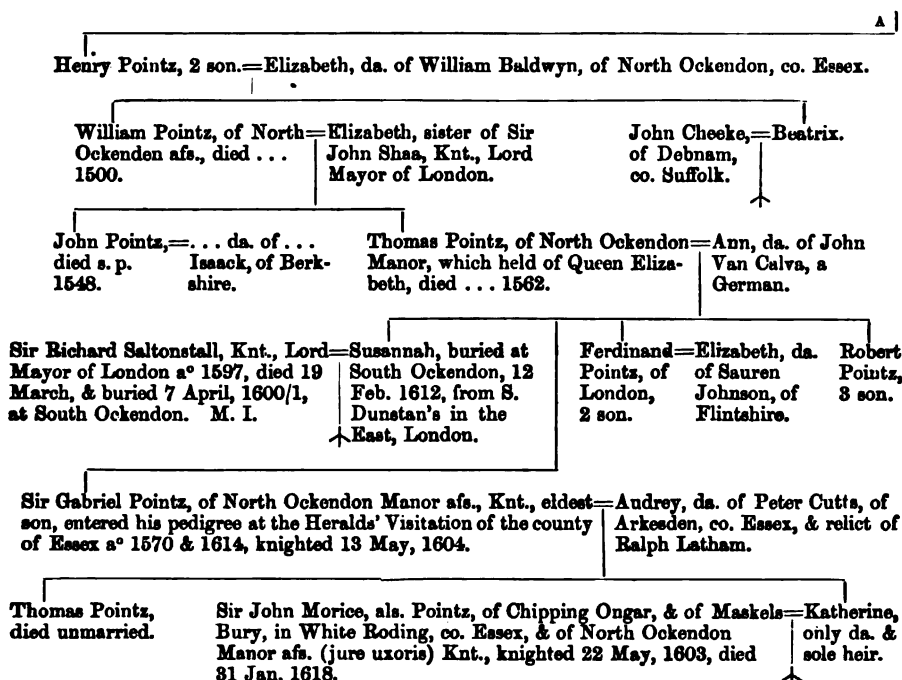 A
Henry Pointz, 2 son.=Elizabeth, da. of William Baldwyn, of North Ockendon, co. Essex.
William Pointz, of North=Elizabeth, sister of Sir
Ockenden afs., died . . . John Shaa, Knt., Lord
1500. Mayor of London.
John Cheeke,=Beatrix.
of Debnam,
co. Suffolk.
John Pointz,=. . . da. of . . .
died s. p. Isaack, of Berk-
1548. shire.
Thomas Pointz, of North Ockendon=Ann, da. of John
Manor, which held of Queen Eliza- Van Calva, a
beth, died . . . 1562. German.
Sir Richard Saltonstall, Knt., Lord=Susannah, buried at
Mayor of London aº 1597, died 19 South Ockendon, 12
March, & buried 7 April, 1600/1, Feb. 1612, from S.
at South Ockendon. M. I. Dunstan's in the
East, London.
Ferdinand=Elizabeth, da.
Pointz, of of Sauren
London, Johnson, of
2 son. Flintshire.
Robert
Pointz,
3 son.
Sir Gabriel Pointz, of North Ockendon Manor afs., Knt., eldest=Audrey, da. of Peter Cutts, of
son, entered his pedigree at the Heralds' Visitation of the county Arkesden, co. Essex, & relict of
of Essex aº 1570 & 1614, knighted 13 May, 1604. Ralph Latham.
Thomas Pointz,
died unmarried.
Sir John Morice, als. Pointz, of Chipping Ongar, & of Maskels=Katherine,
Bury, in White Roding, co. Essex, & of North Ockendon only da. &
Manor afs. (jure uxoris) Knt., knighted 22 May, 1603, died sole heir.
31 Jan. 1618.